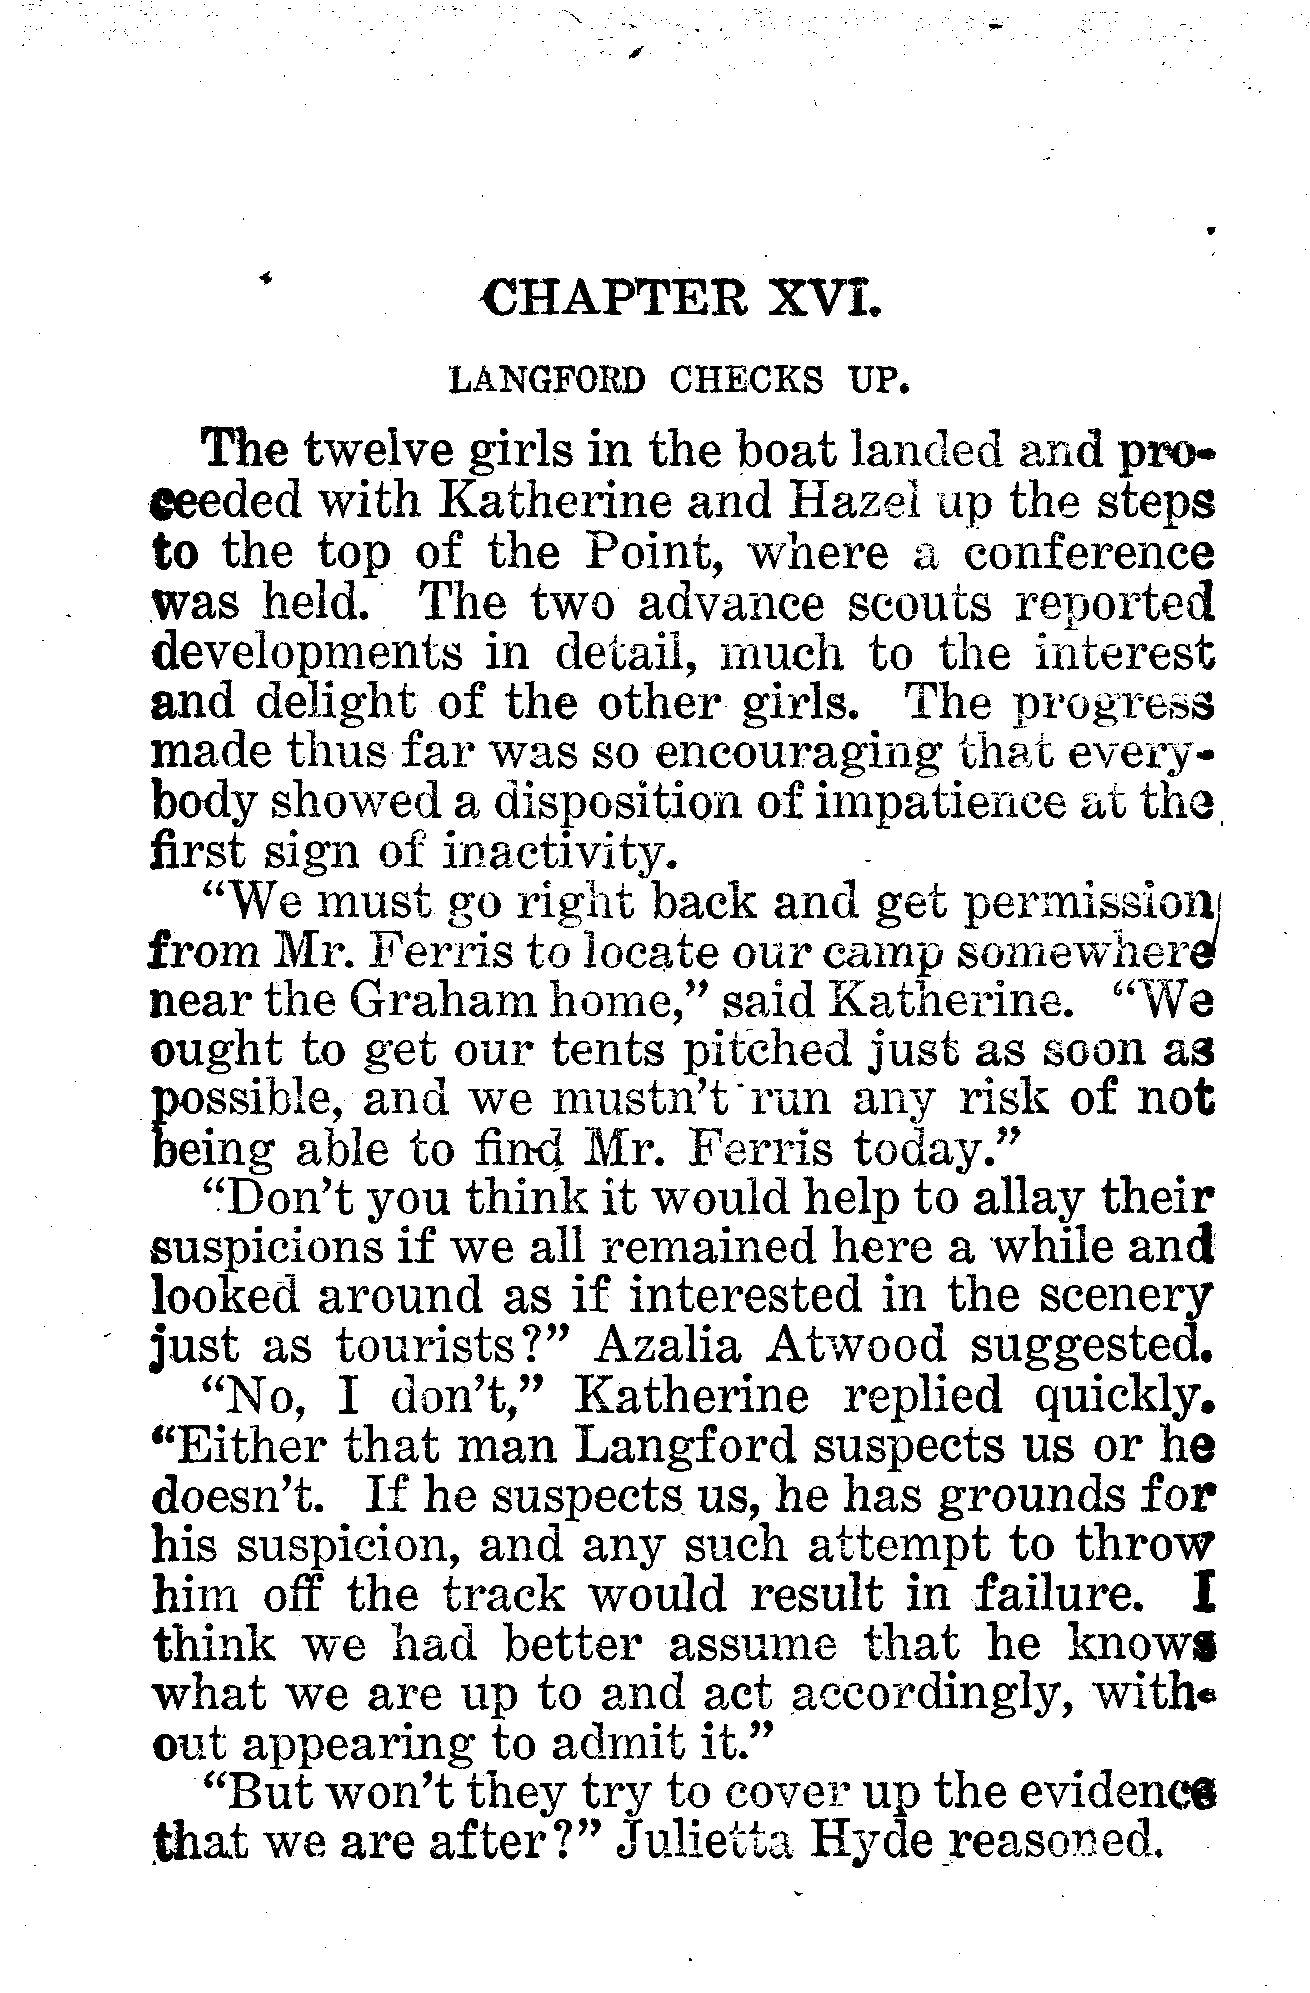 CHAPTER XVI.
LANGFORD CHECKS UP.
The twelve girls in the boat landed and pro-
ceeded with Katherine and Hazel up the steps
to the top of the Point, where a conference
was held. The two advance scouts reported
developments in detail, much to the interest
and delight of the other girls. The progress
made thus far was so encouraging that every-
body showed a disposition of impatience at the
first sign of inactivity.
"We must go right back and get permission
from Mr. Ferris to locate our camp somewhere
near the Graham home," said Katherine. "We
ought to get our tents pitched just as soon as
possible, and we mustn't run any risk of not
being able to find Mr. Ferris today."
"Don't you think it would help to allay their
suspicions if we all remained here a while and
looked around as if interested in the scenery
just as tourists?" Azalia Atwood suggested.
"No, I don't," Katherine replied quickly.
"Either that man Langford suspects us or he
doesn't. If he suspects us, he has grounds for
his suspicion, and any such attempt to throw
him off the track would result in failure. I
think we had better assume that he knows
what we are up to and act accordingly, with-
out appearing to admit it."
"But won't they try to cover up the evidence
that we are after?" Julietta Hyde reasoned.